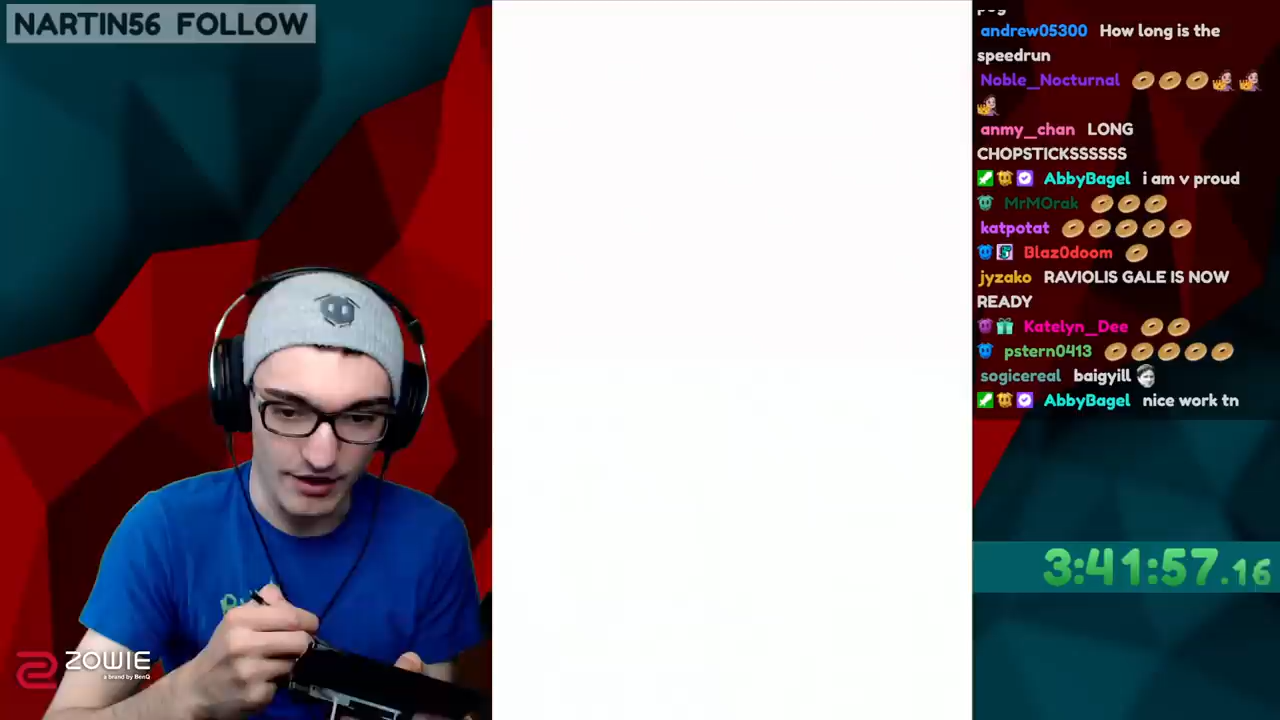 NARTIN56 FOLLOW
andrew05300 How long is the
speedrun
Noble_Nocturnal
anmy_chan LONG
CHOPSTICKSSSSSS
AbbyBagel i am v proud
MrMOrak
katpotat
Blaz0doom
jyzako RAVIOLIS GALE IS NOW
READY
Katelyn_Dee
pstern0413
sogicereal baigyill
AbbyBagel nice work tn
3:41:57.16
ZOWIE
a brand by BenQ